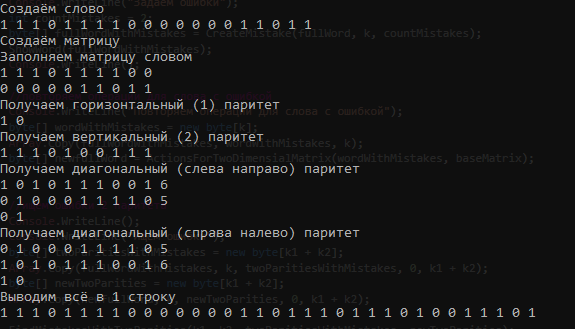 Создаём слово
1 1 1 0 1 1 1 1 0 0 0 0 0 0 0 1 1 0 1 1
Создаём матрицу
Заполняем матрицу словом
1 1 1 0 1 1 1 1 0 0
0 0 0 0 0 1 1 0 1 1
Получаем горизонтальный (1) паритет
1 0
Получаем вертикальный (2) паритет
1 1 1 0 1 0 0 1 1 1
Получаем диагональный (слева направо) паритет
1 0 1 0 1 1 1 0 0 1 6
0 1 0 0 0 1 1 1 1 0 5
0 1
Получаем диагональный (справа налево) паритет
0 1 0 0 0 1 1 1 1 0 5
1 0 1 0 1 1 1 0 0 1 6
1 0
Выводим всё в 1 строку
1 1 1 0 1 1 1 1 0 0 0 0 0 0 0 1 1 0 1 1 1 0 1 1 1 0 1 0 0 1 1 1 0 1